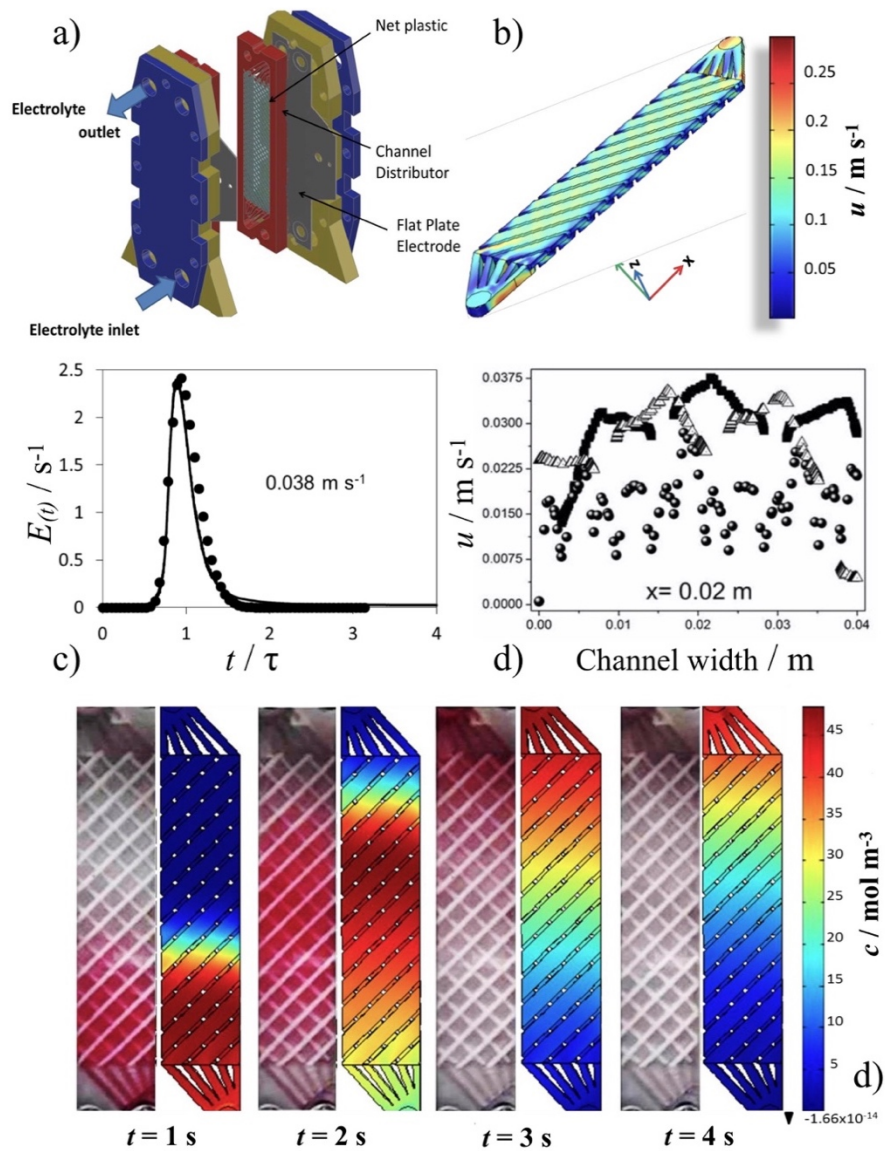 a)
Net plastic
Electrolyte
outlet
Channel
Distributor
Flat Plate
Electrode
Electrolyte inlet
b)
z
x
0.25
0.2
0.15
0.1
0.05
u / m s⁻¹
2.5
2
1.5
1
0.5
0
E(t) / s⁻¹
0.038 m s⁻¹
0 1 2 3 4
c)
t / τ
0.0375
0.0300
0.0225
0.0150
0.0075
0.0000
u / m s⁻¹
x= 0.02 m
0.00 0.01 0.02 0.03 0.04
d)
Channel width / m
45
40
35
30
25
20
15
10
5
c / mol m⁻³
d)
▼ -1.66x10⁻¹⁴
t = 1 s t = 2 s t = 3 s t = 4 s